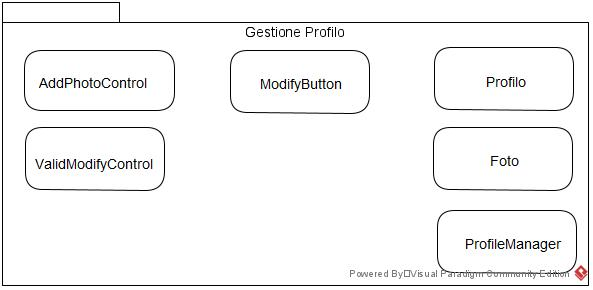 Gestione Profilo
AddPhotoControl
ModifyButton
Profilo
ValidModifyControl
Foto
ProfileManager
Powered By Visual Paradigm Community Edition